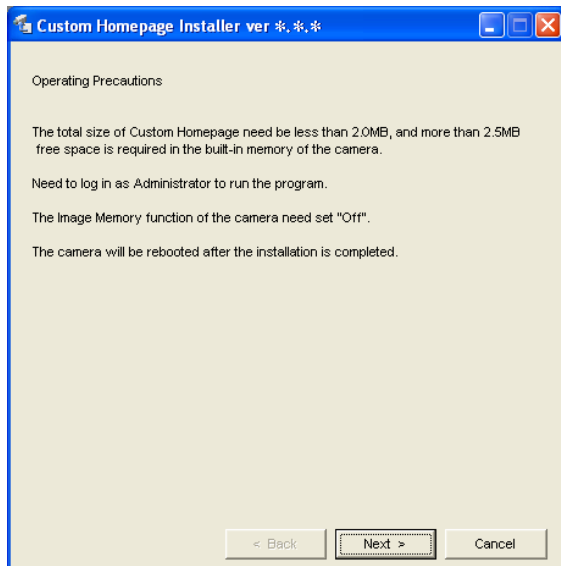 Custom Homepage Installer ver *.*.*
Operating Precautions
The total size of Custom Homepage need be less than 2.0MB, and more than 2.5MB
free space is required in the built-in memory of the camera.
Need to log in as Administrator to run the program.
The Image Memory function of the camera need set "Off".
The camera will be rebooted after the installation is completed.
< Back
Next >
Cancel